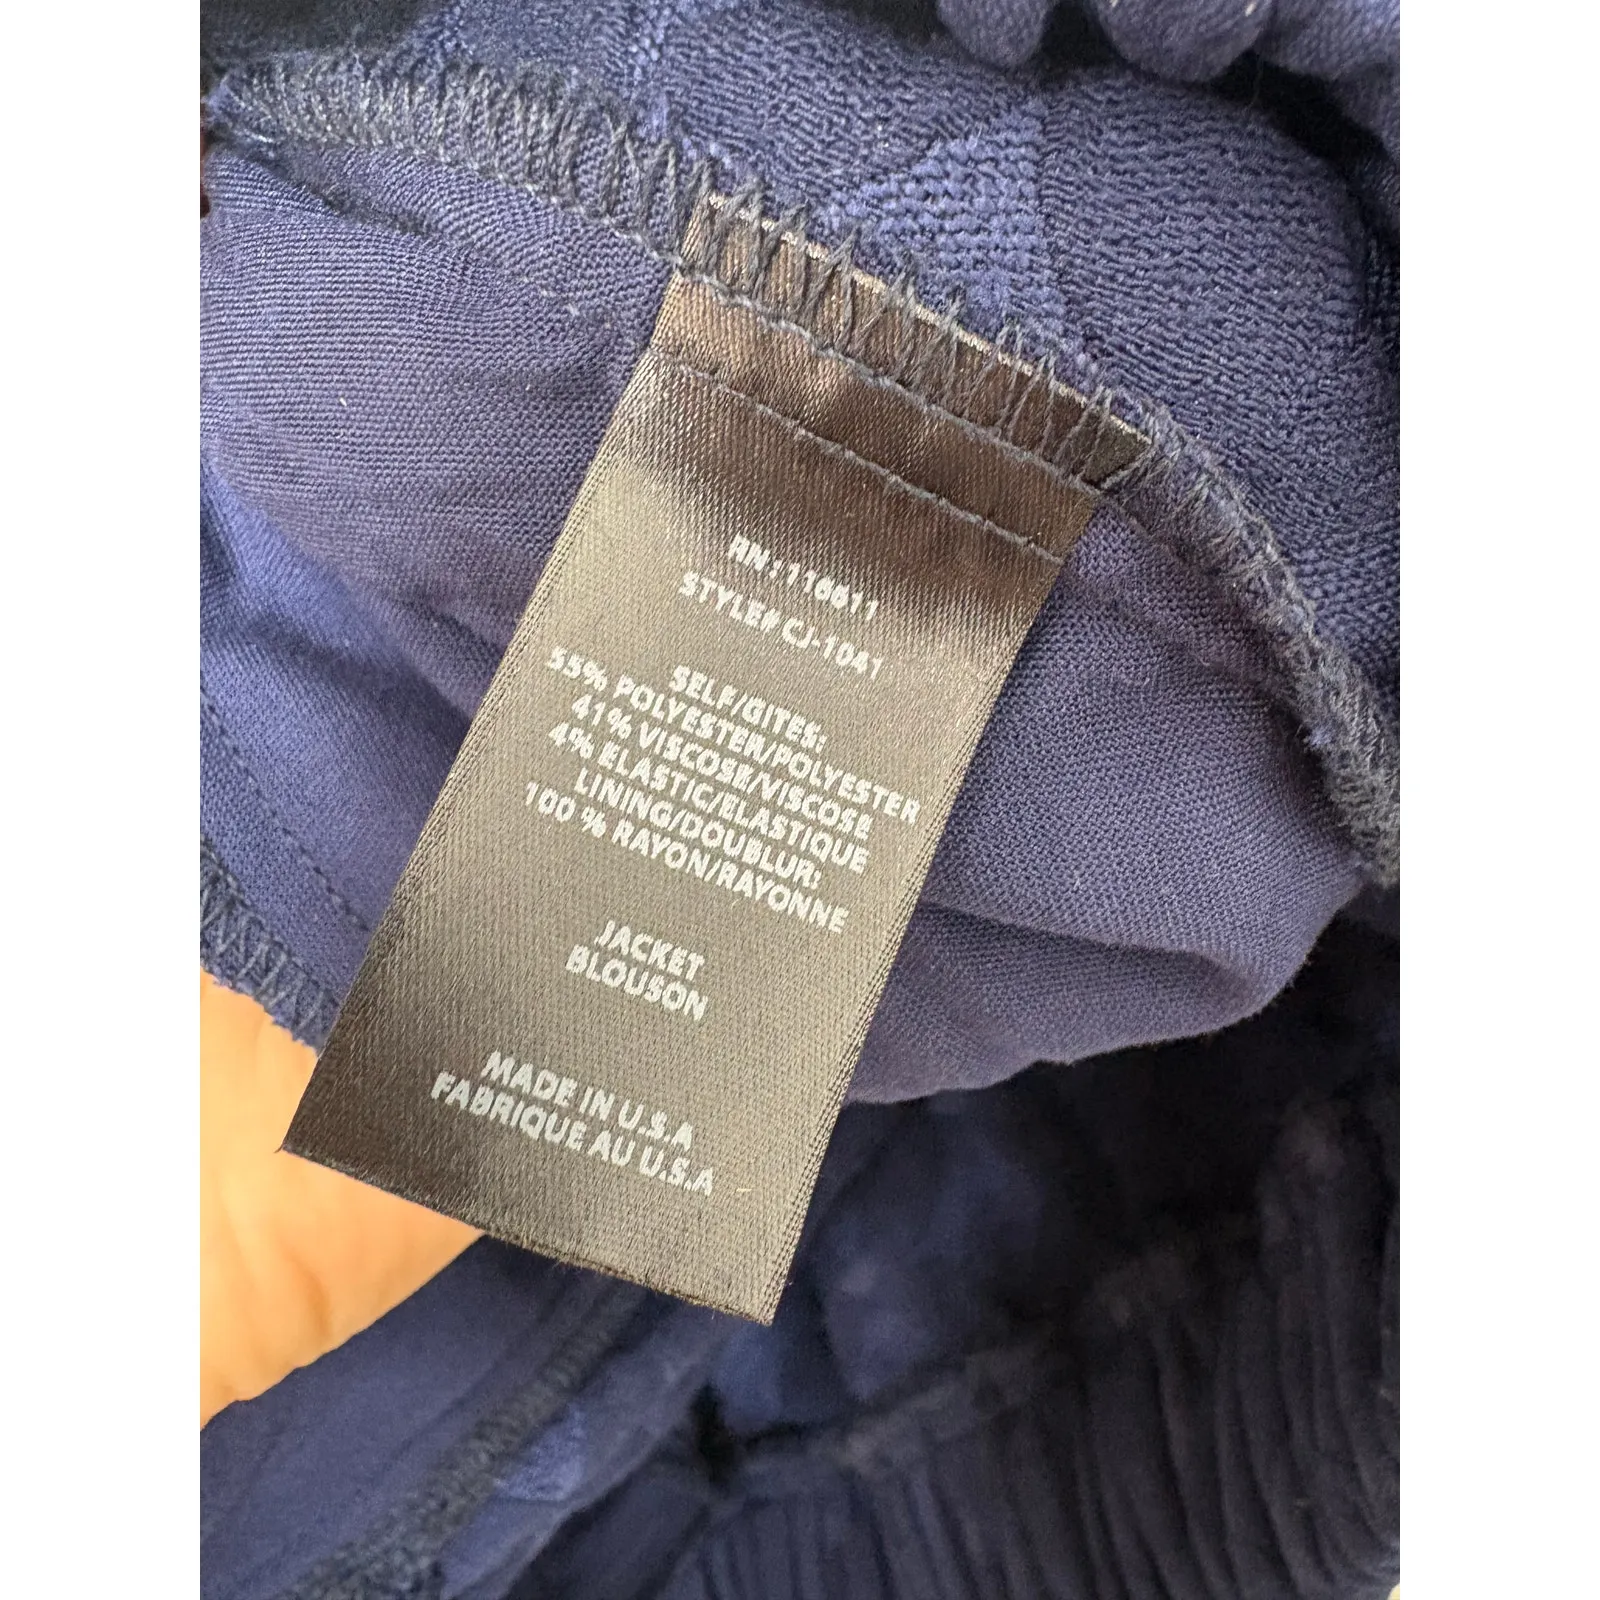 RN: 116611
STYLE# CJ-1041
SELF/GITES:
55% POLYESTER/POLYESTER
41% VISCOSE/VISCOSE
4% ELASTIC/ELASTIQUE
LINING/DOUBLUR:
100 % RAYON/RAYONNE
JACKET
BLOUSON
MADE IN U.S.A
FABRIQUE AU U.S.A